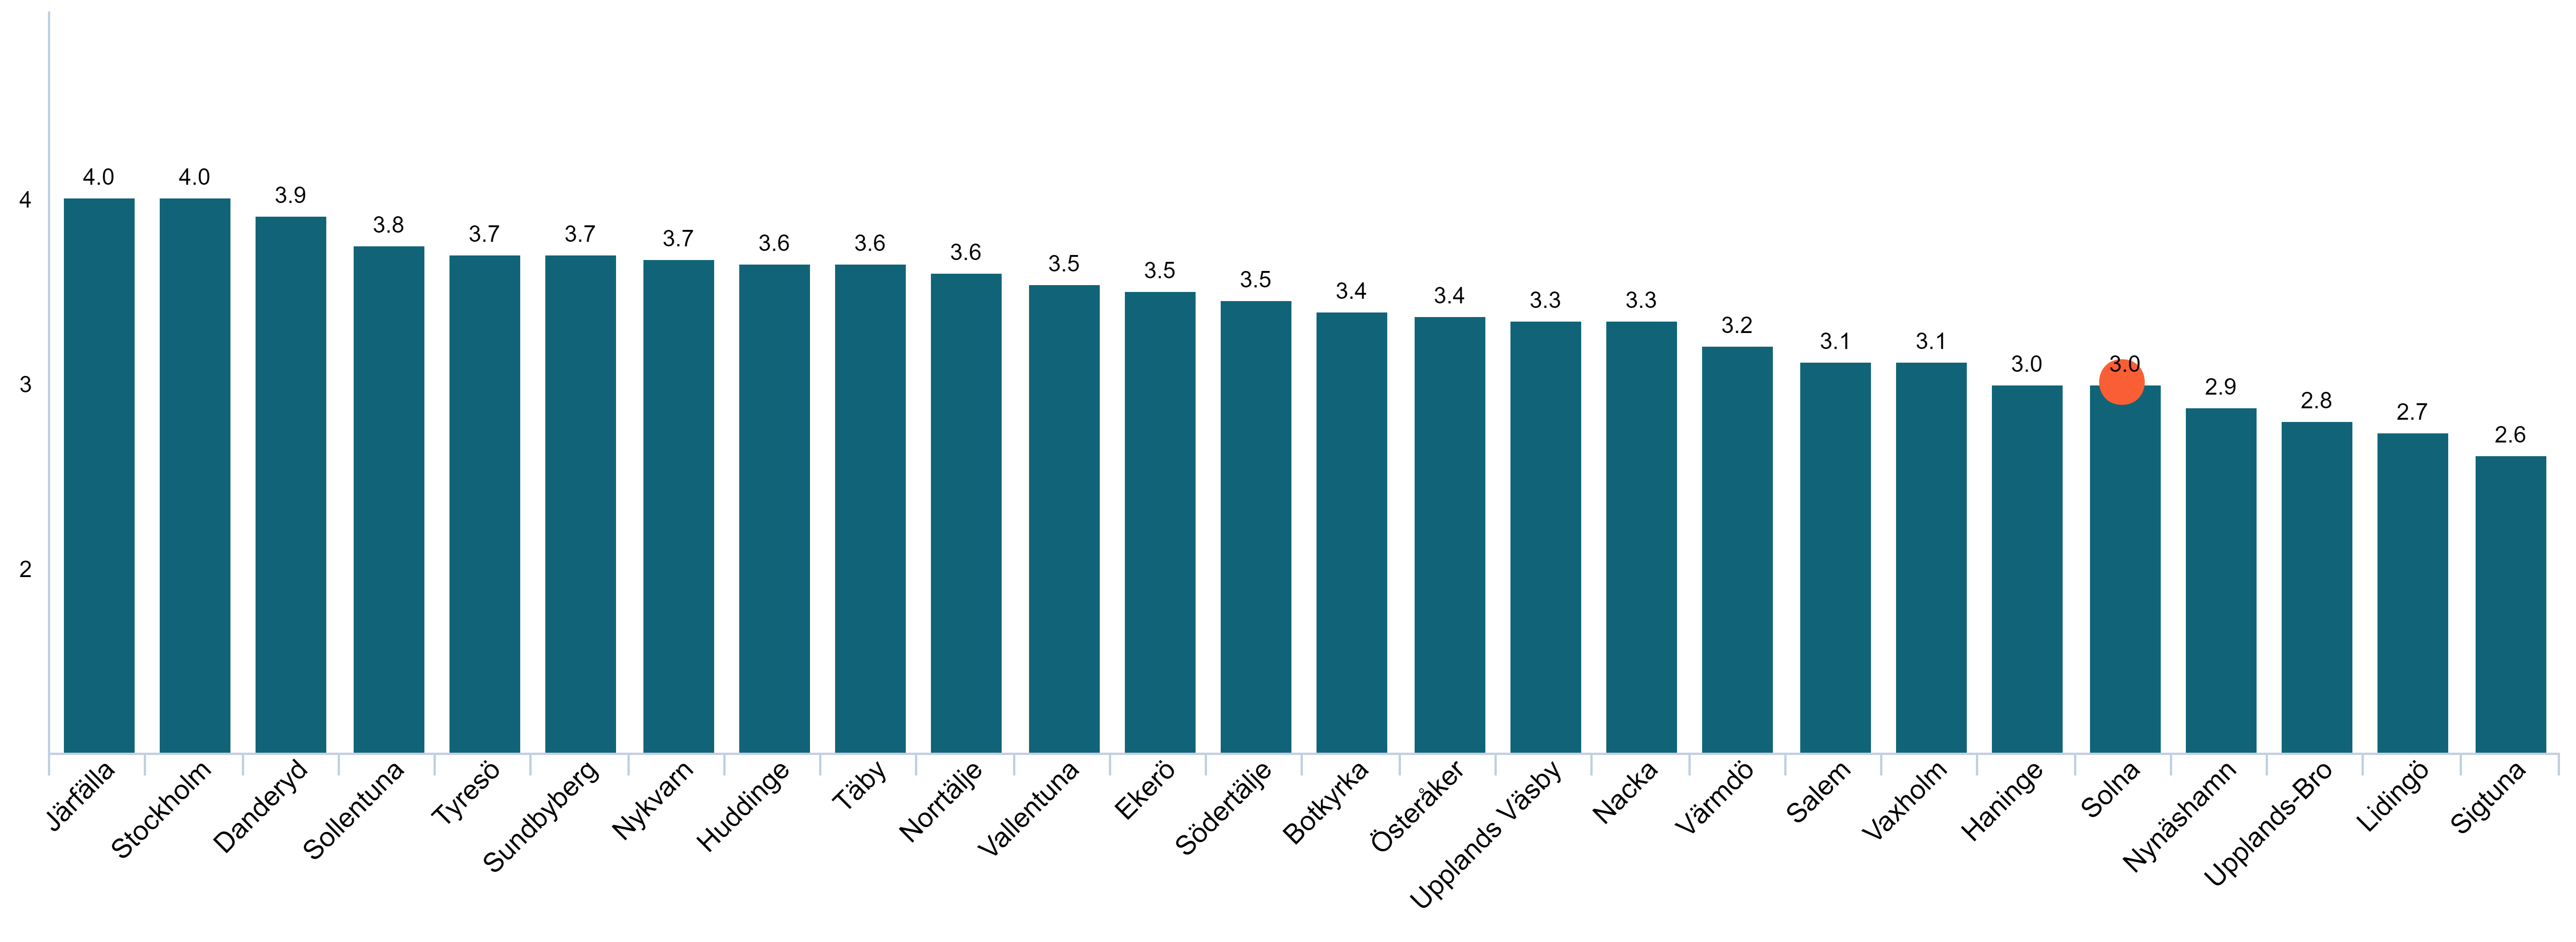 4.0 4.0 3.9 3.8 3.7 3.7 3.7 3.6 3.6 3.6 3.5 3.5 3.5 3.4 3.4 3.3 3.3 3.2 3.1 3.1 3.0 3.0 2.9 2.8 2.7 2.6
4
3
2
Järfälla
Stockholm
Danderyd
Sollentuna
Tyresö
Sundbyberg
Nykvarn
Huddinge
Täby
Norrtälje
Vallentuna
Ekerö
Södertälje
Botkyrka
Österåker
Upplands Väsby
Nacka
Värmdö
Salem
Vaxholm
Haninge
Solna
Nynäshamn
Upplands-Bro
Lidingö
Sigtuna